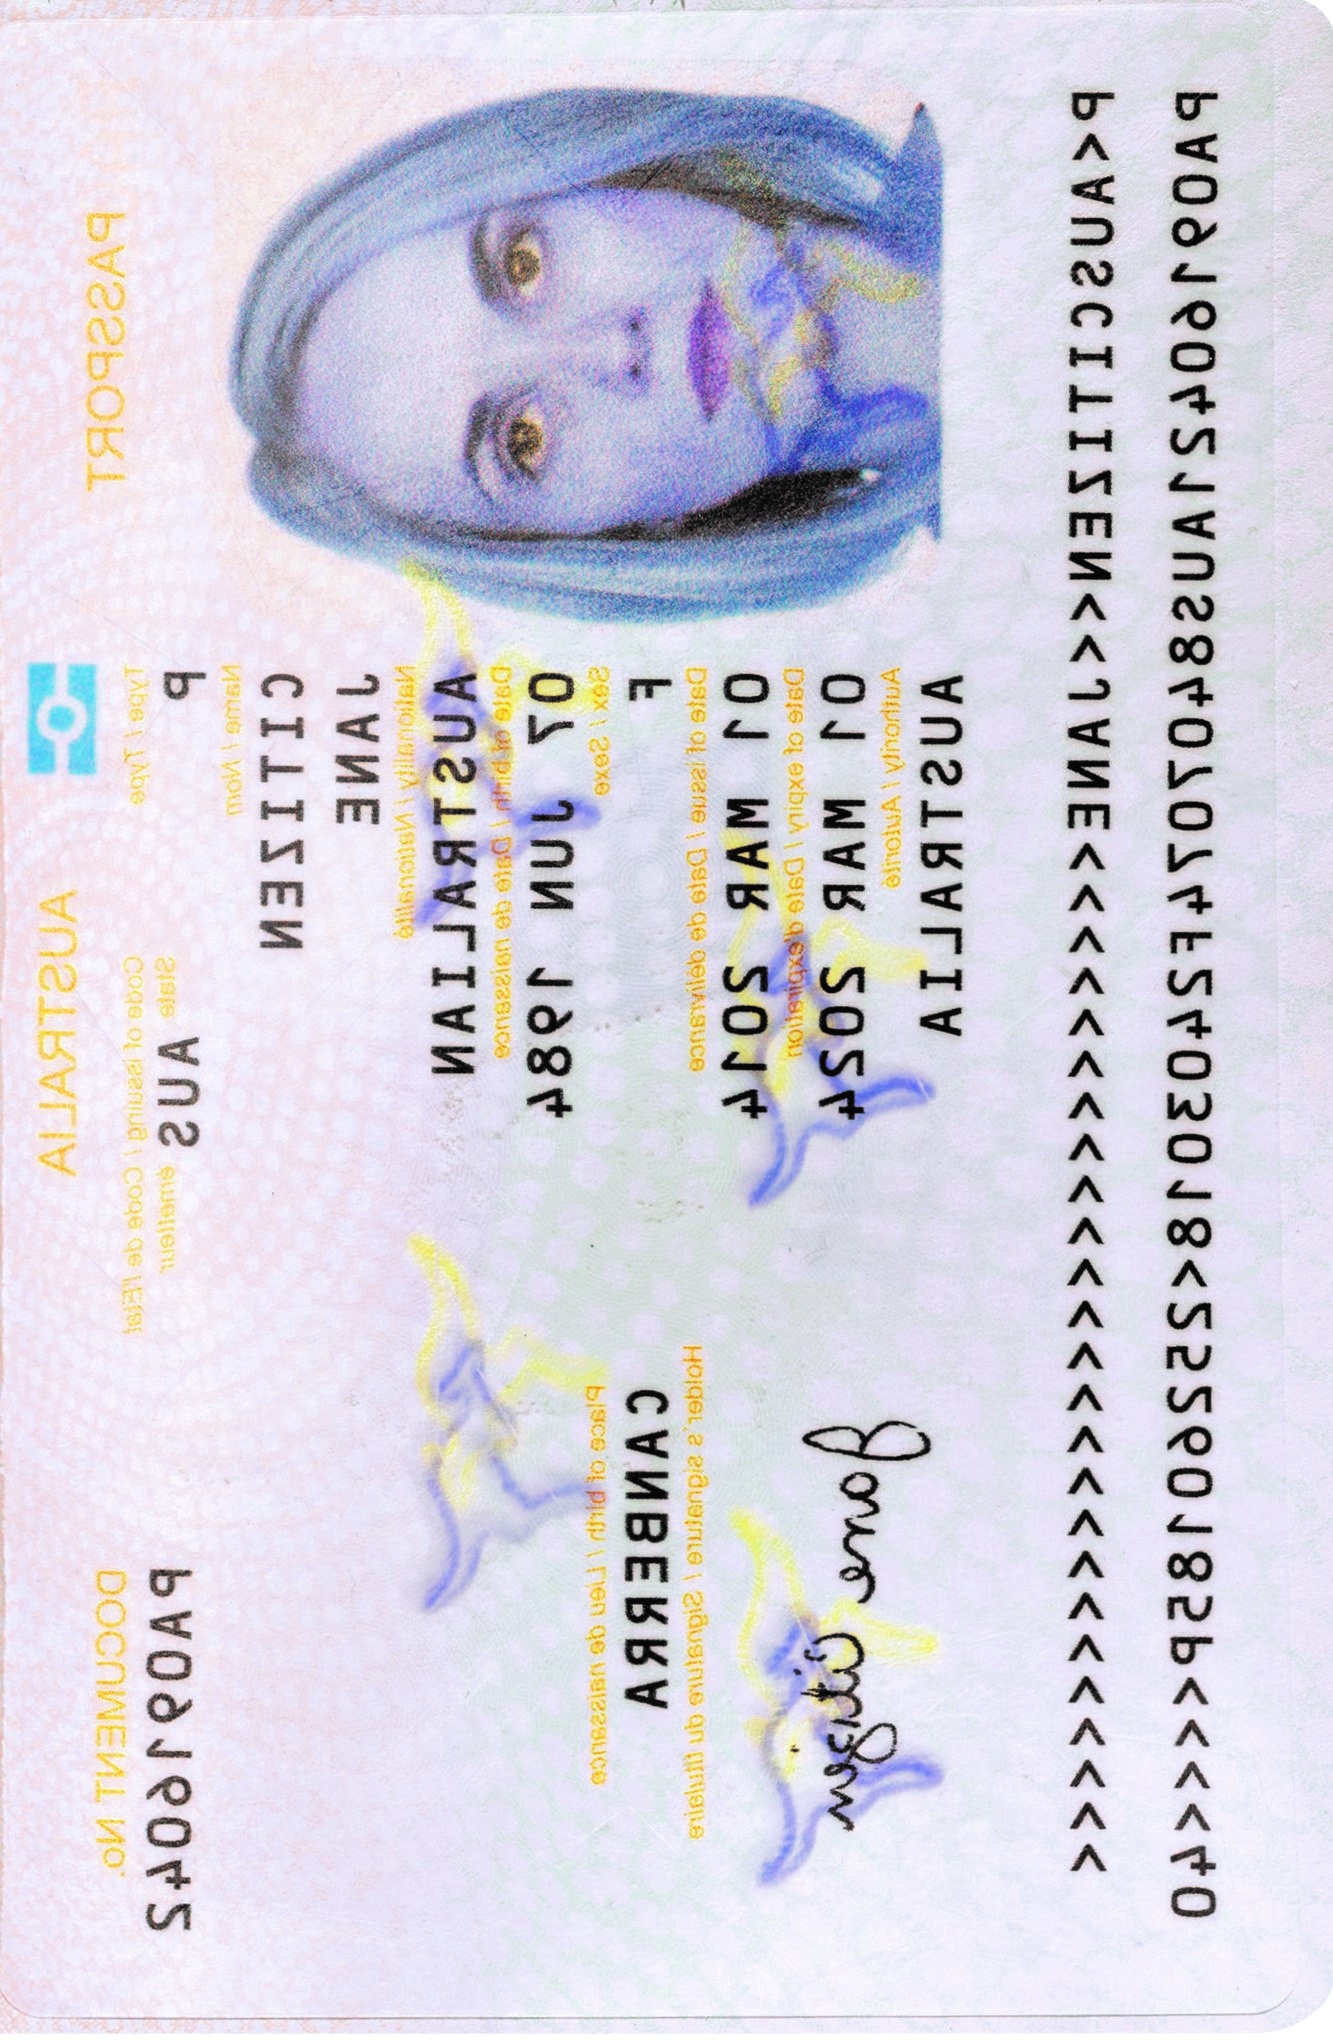 PASSPORT
AUSTRALIA
Type / Type
P
Code of issuing / Code de l'État
State AUS émetteur
DOCUMENT No.
PA0916042
Name / Nom
CITIZEN
JANE
Nationality / Nationalité
AUSTRALIAN
Date of birth / Date de naissance
07 JUN 1984
Sex / Sexe
F
Place of birth / Lieu de naissance
CANBERRA
Date of issue / Date de délivrance
01 MAR 2014
Holder's signature / Signature du titulaire
Date of expiry / Date d'expiration
01 MAR 2024
Jane Citizen
Authority / Autorité
AUSTRALIA
P<AUSCITIZEN<<JANE<<<<<<<<<<<<<<<<<<<<<<<<<<
PA09160421AUS8407074F2403018<25260185P<<<<40